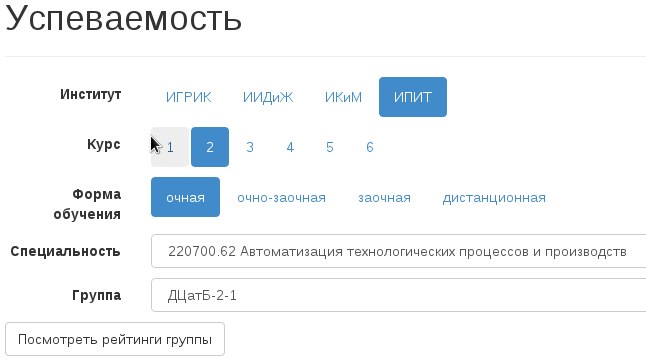 Успеваемость
Институт ИГРИК ИИДиЖ ИКиМ ИПИТ
Курс 1 2 3 4 5 6
Форма обучения очная очно-заочная заочная дистанционная
Специальность 220700.62 Автоматизация технологических процессов и производств
Группа ДЦатБ-2-1
Посмотреть рейтинги группы